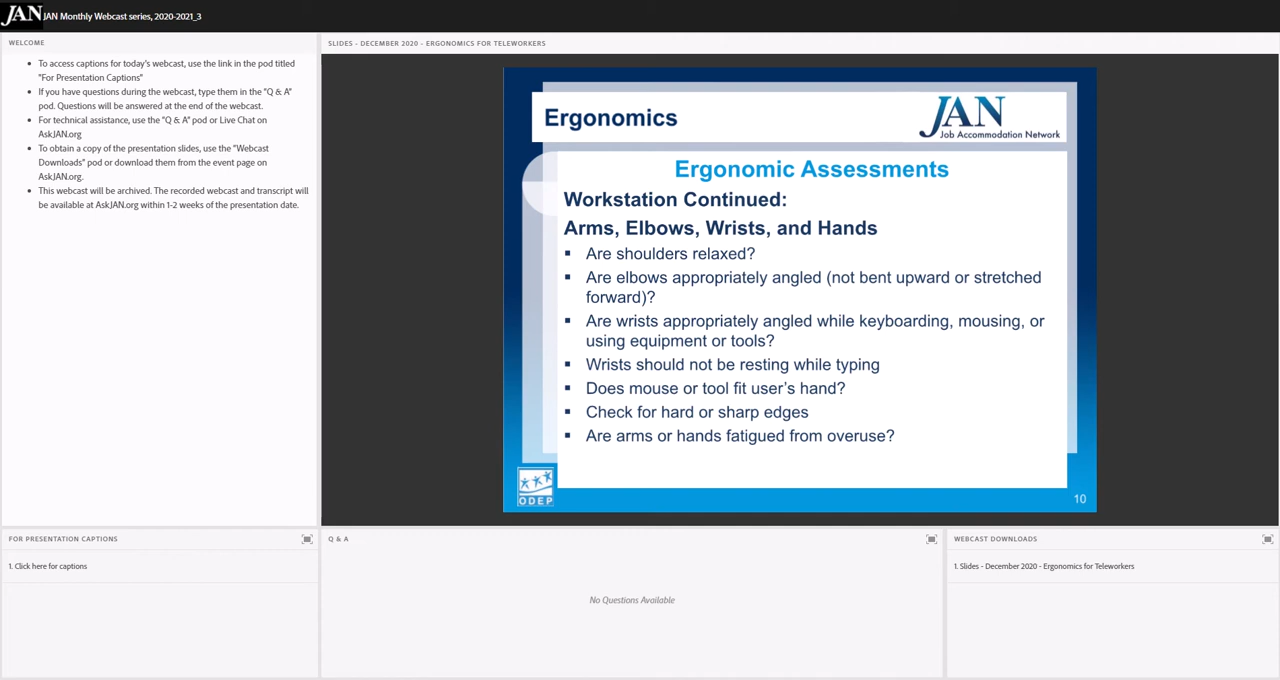 JAN JAN Monthly Webcast series, 2020-2021_3
WELCOME
To access captions for today's webcast, use the link in the pod titled
"For Presentation Captions"
If you have questions during the webcast, type them in the "Q & A"
pod. Questions will be answered at the end of the webcast.
For technical assistance, use the "Q & A" pod or Live Chat on
AskJAN.org
To obtain a copy of the presentation slides, use the "Webcast
Downloads" pod or download them from the event page on
AskJAN.org.
This webcast will be archived. The recorded webcast and transcript will
be available at AskJAN.org within 1-2 weeks of the presentation date.
SLIDES - DECEMBER 2020 - ERGONOMICS FOR TELEWORKERS
Ergonomics
JAN
Job Accommodation Network
Ergonomic Assessments
Workstation Continued:
Arms, Elbows, Wrists, and Hands
▪ Are shoulders relaxed?
▪ Are elbows appropriately angled (not bent upward or stretched
forward)?
▪ Are wrists appropriately angled while keyboarding, mousing, or
using equipment or tools?
▪ Wrists should not be resting while typing
▪ Does mouse or tool fit user's hand?
▪ Check for hard or sharp edges
▪ Are arms or hands fatigued from overuse?
ODEP
10
FOR PRESENTATION CAPTIONS
1. Click here for captions
Q & A
No Questions Available
WEBCAST DOWNLOADS
1. Slides - December 2020 - Ergonomics for Teleworkers